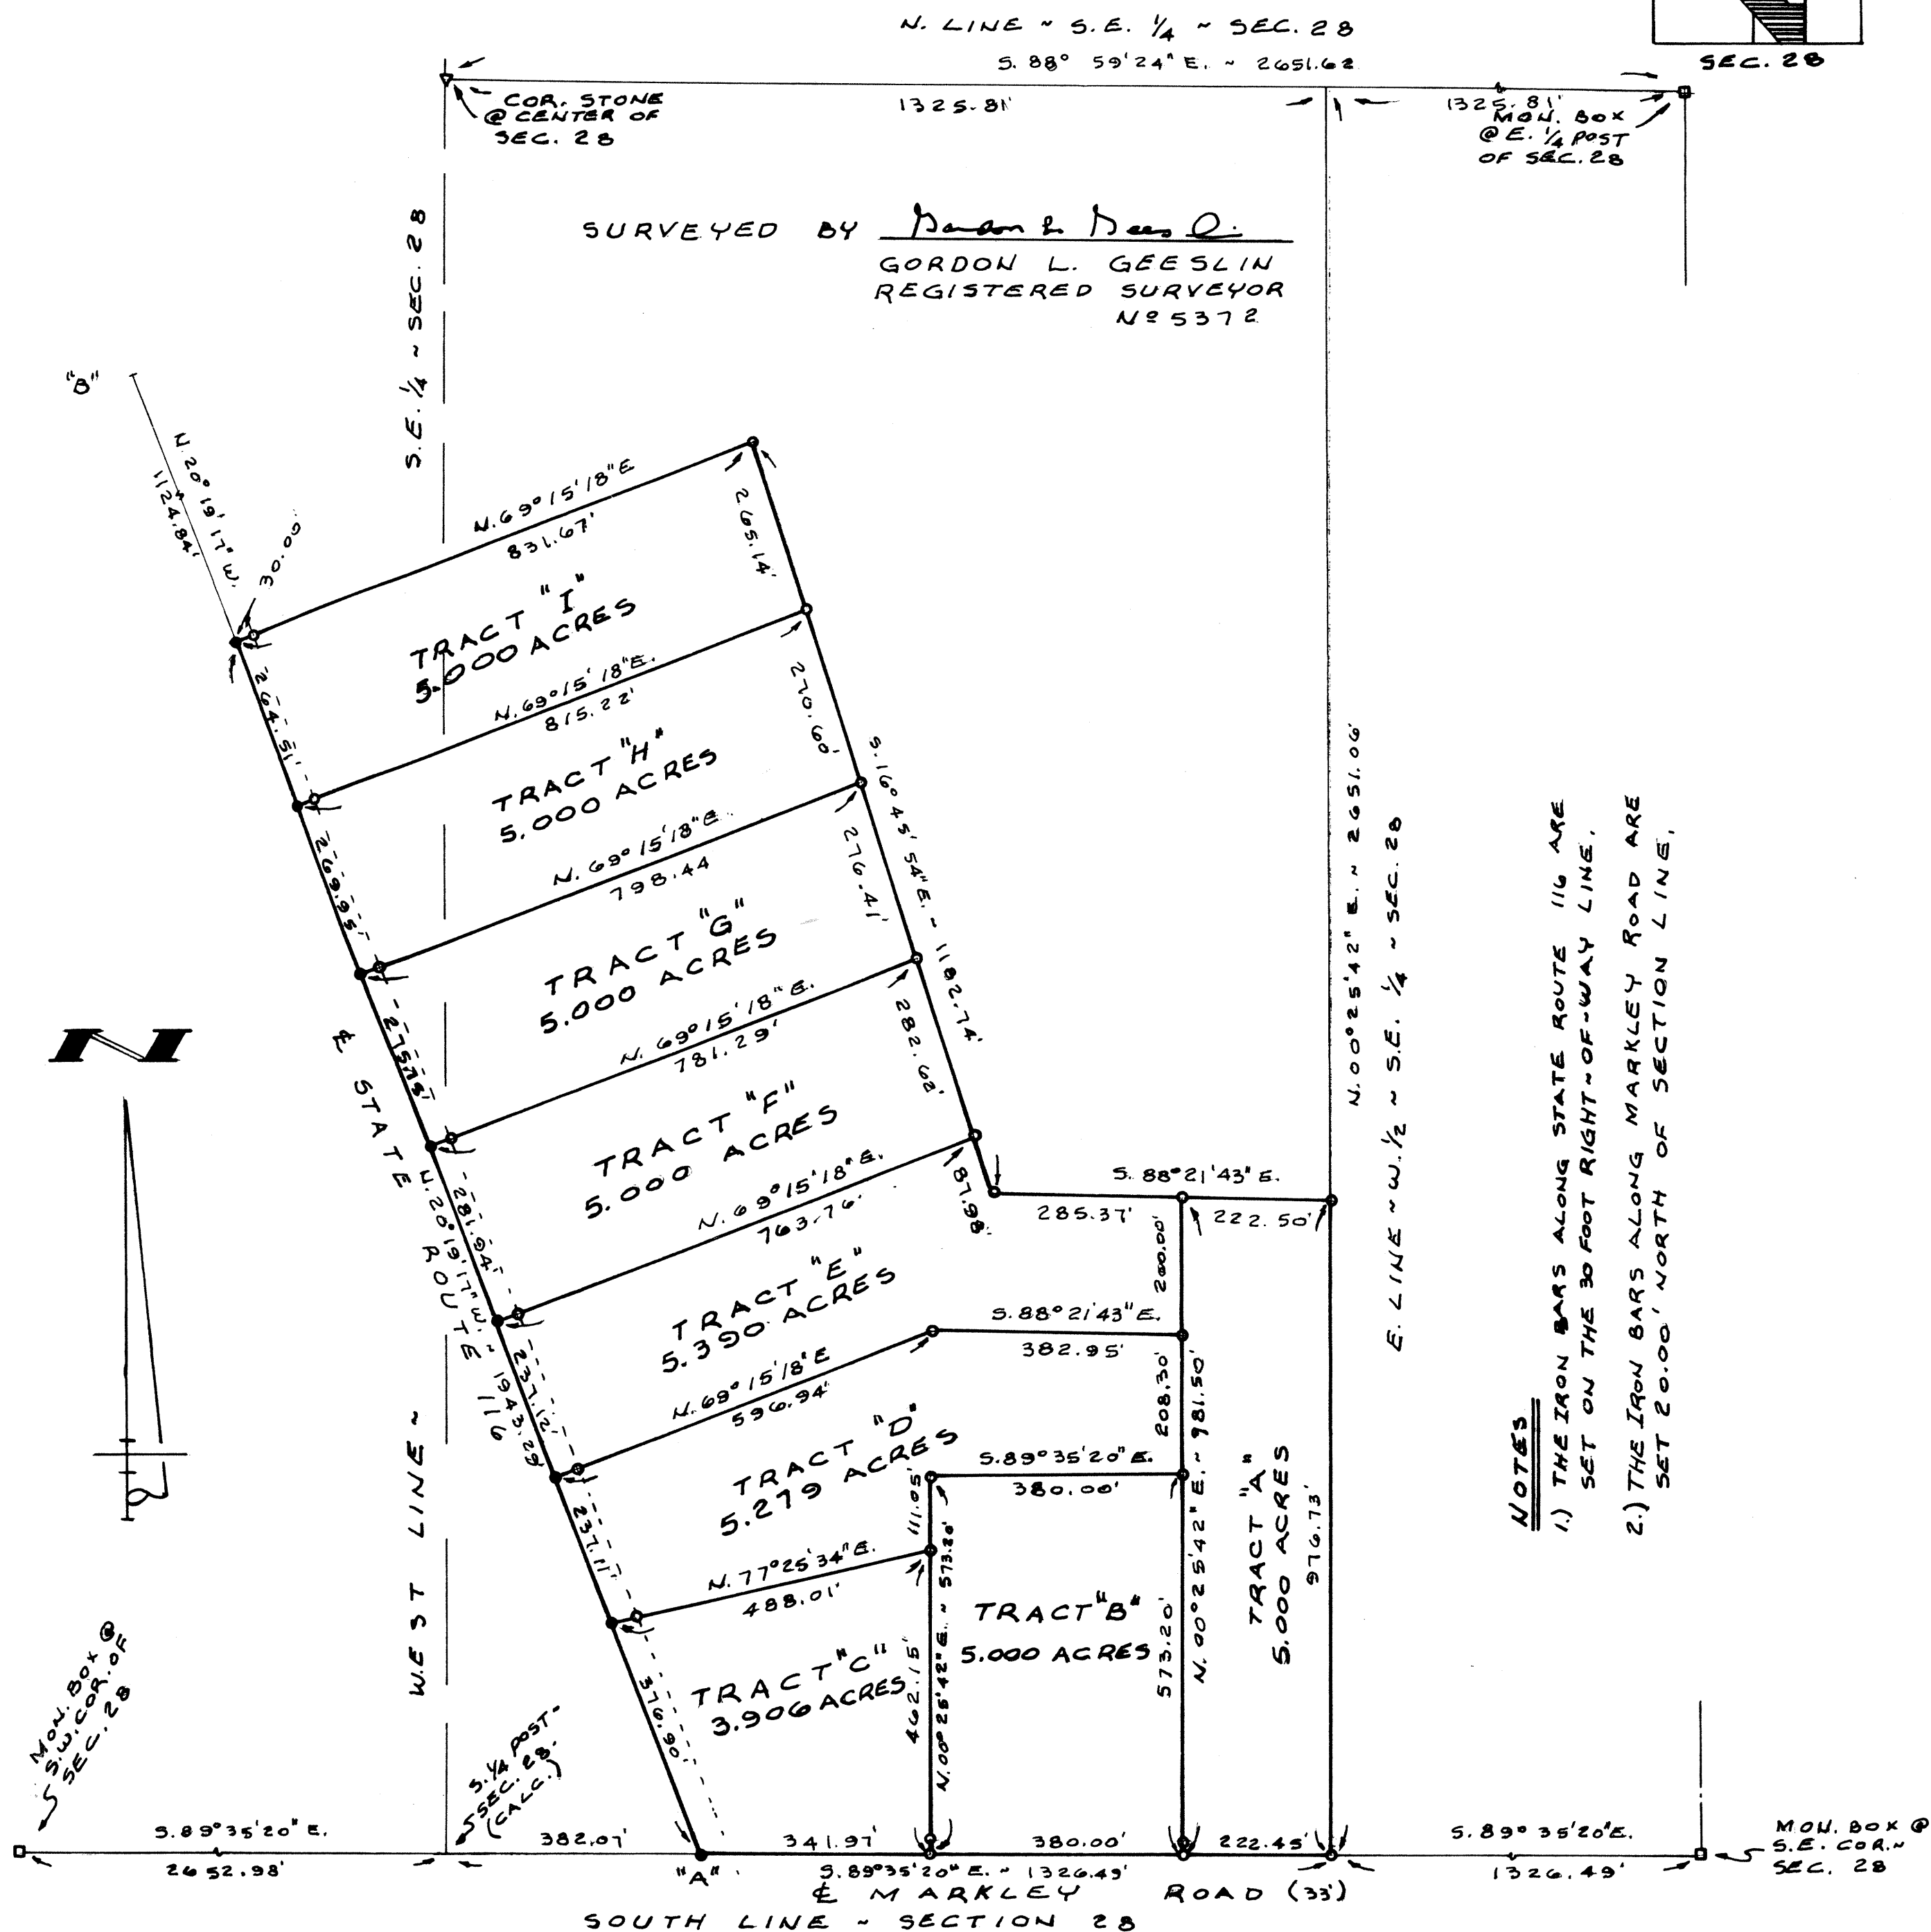 N. LINE ~ S.E. 1/4 ~ SEC. 28
S. 88° 59' 24" E. ~ 2651.62
SEC. 28
1325.81'
1325.81'
COR. STONE
@ CENTER OF
SEC. 28
MON. BOX
@ E. 1/4 POST
OF SEC. 28
SURVEYED BY
GORDON L. GEESLIN
REGISTERED SURVEYOR
Nº 5372
S.E. 1/4 ~ SEC. 28
"B"
N. 20° 19' 17" W.
1124.84'
30.00'
N. 69° 15' 18" E
831.67'
265.14'
TRACT "I"
5.000 ACRES
264.51'
N. 69° 15' 18" E.
815.22'
270.60'
TRACT "H"
5.000 ACRES
269.95'
S. 16° 45' 54" E. ~ 1182.74'
N. 69° 15' 18" E.
798.44
276.41'
TRACT "G"
5.000 ACRES
275.75'
N. 69° 15' 18" E.
781.29'
282.62'
TRACT "F"
5.000 ACRES
281.94'
N. 69° 15' 18" E.
763.76'
87.98'
℄ STATE ROUTE 116
N. 20° 19' 17" W. ~ 1943.28'
S. 88° 21' 43" E.
285.37'
222.50'
200.00'
TRACT "E"
5.390 ACRES
237.12'
S. 88° 21' 43" E.
382.95'
N. 69° 15' 18" E
596.94'
208.30'
TRACT "D"
5.279 ACRES
237.11'
S. 89° 35' 20" E.
380.00'
111.05'
N. 77° 25' 34" E.
488.01'
TRACT "C"
3.906 ACRES
376.90'
462.15'
N. 00° 25' 42" E. ~ 573.20'
TRACT "B"
5.000 ACRES
573.20'
N. 00° 25' 42" E. ~ 981.50'
TRACT "A"
5.000 ACRES
976.73'
N. 00° 25' 42" E. ~ 2651.06'
E. LINE ~ W. 1/2 ~ S.E. 1/4 ~ SEC. 28
NOTES
1.) THE IRON BARS ALONG STATE ROUTE 116 ARE
SET ON THE 30 FOOT RIGHT~OF~WAY LINE.
2.) THE IRON BARS ALONG MARKLEY ROAD ARE
SET 20.00' NORTH OF SECTION LINE.
N
WEST LINE ~
MON. BOX @
S.W. COR. OF
SEC. 28
S. 1/4 POST-
SEC. 28.
(CALC.)
S. 89° 35' 20" E.
2652.98'
382.07'
"A"
341.97'
380.00'
222.45'
S. 89° 35' 20" E. ~ 1326.49'
S. 89° 35' 20" E.
1326.49'
MON. BOX @
S.E. COR. ~
SEC. 28
℄ MARKLEY ROAD (33')
SOUTH LINE ~ SECTION 28